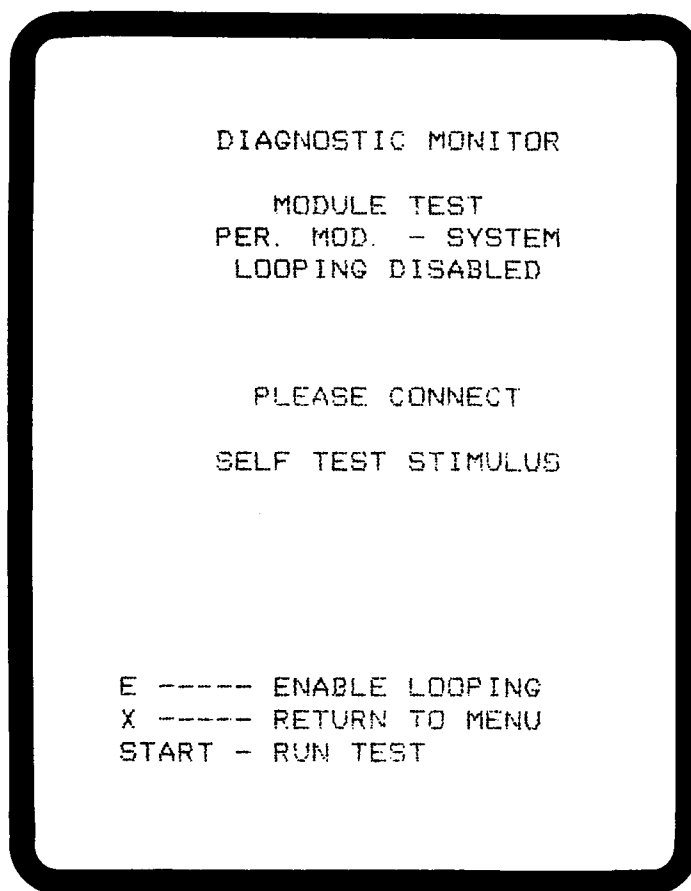 DIAGNOSTIC MONITOR
MODULE TEST
PER. MOD. - SYSTEM
LOOPING DISABLED
PLEASE CONNECT
SELF TEST STIMULUS
E ----- ENABLE LOOPING
X ----- RETURN TO MENU
START - RUN TEST